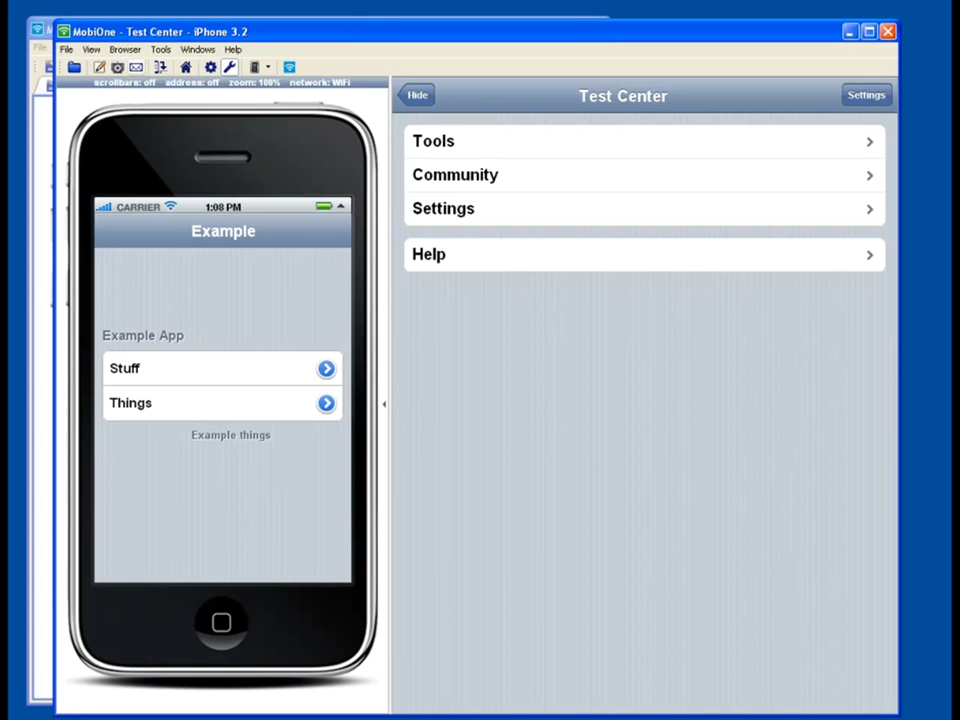 MobiOne - Test Center - iPhone 3.2
File View Browser Tools Windows Help
scrollbars: off address: off zoom: 100% network: WiFi
Hide
Test Center
Settings
Tools
Community
Settings
Help
CARRIER 1:08 PM
Example
Example App
Stuff
Things
Example things